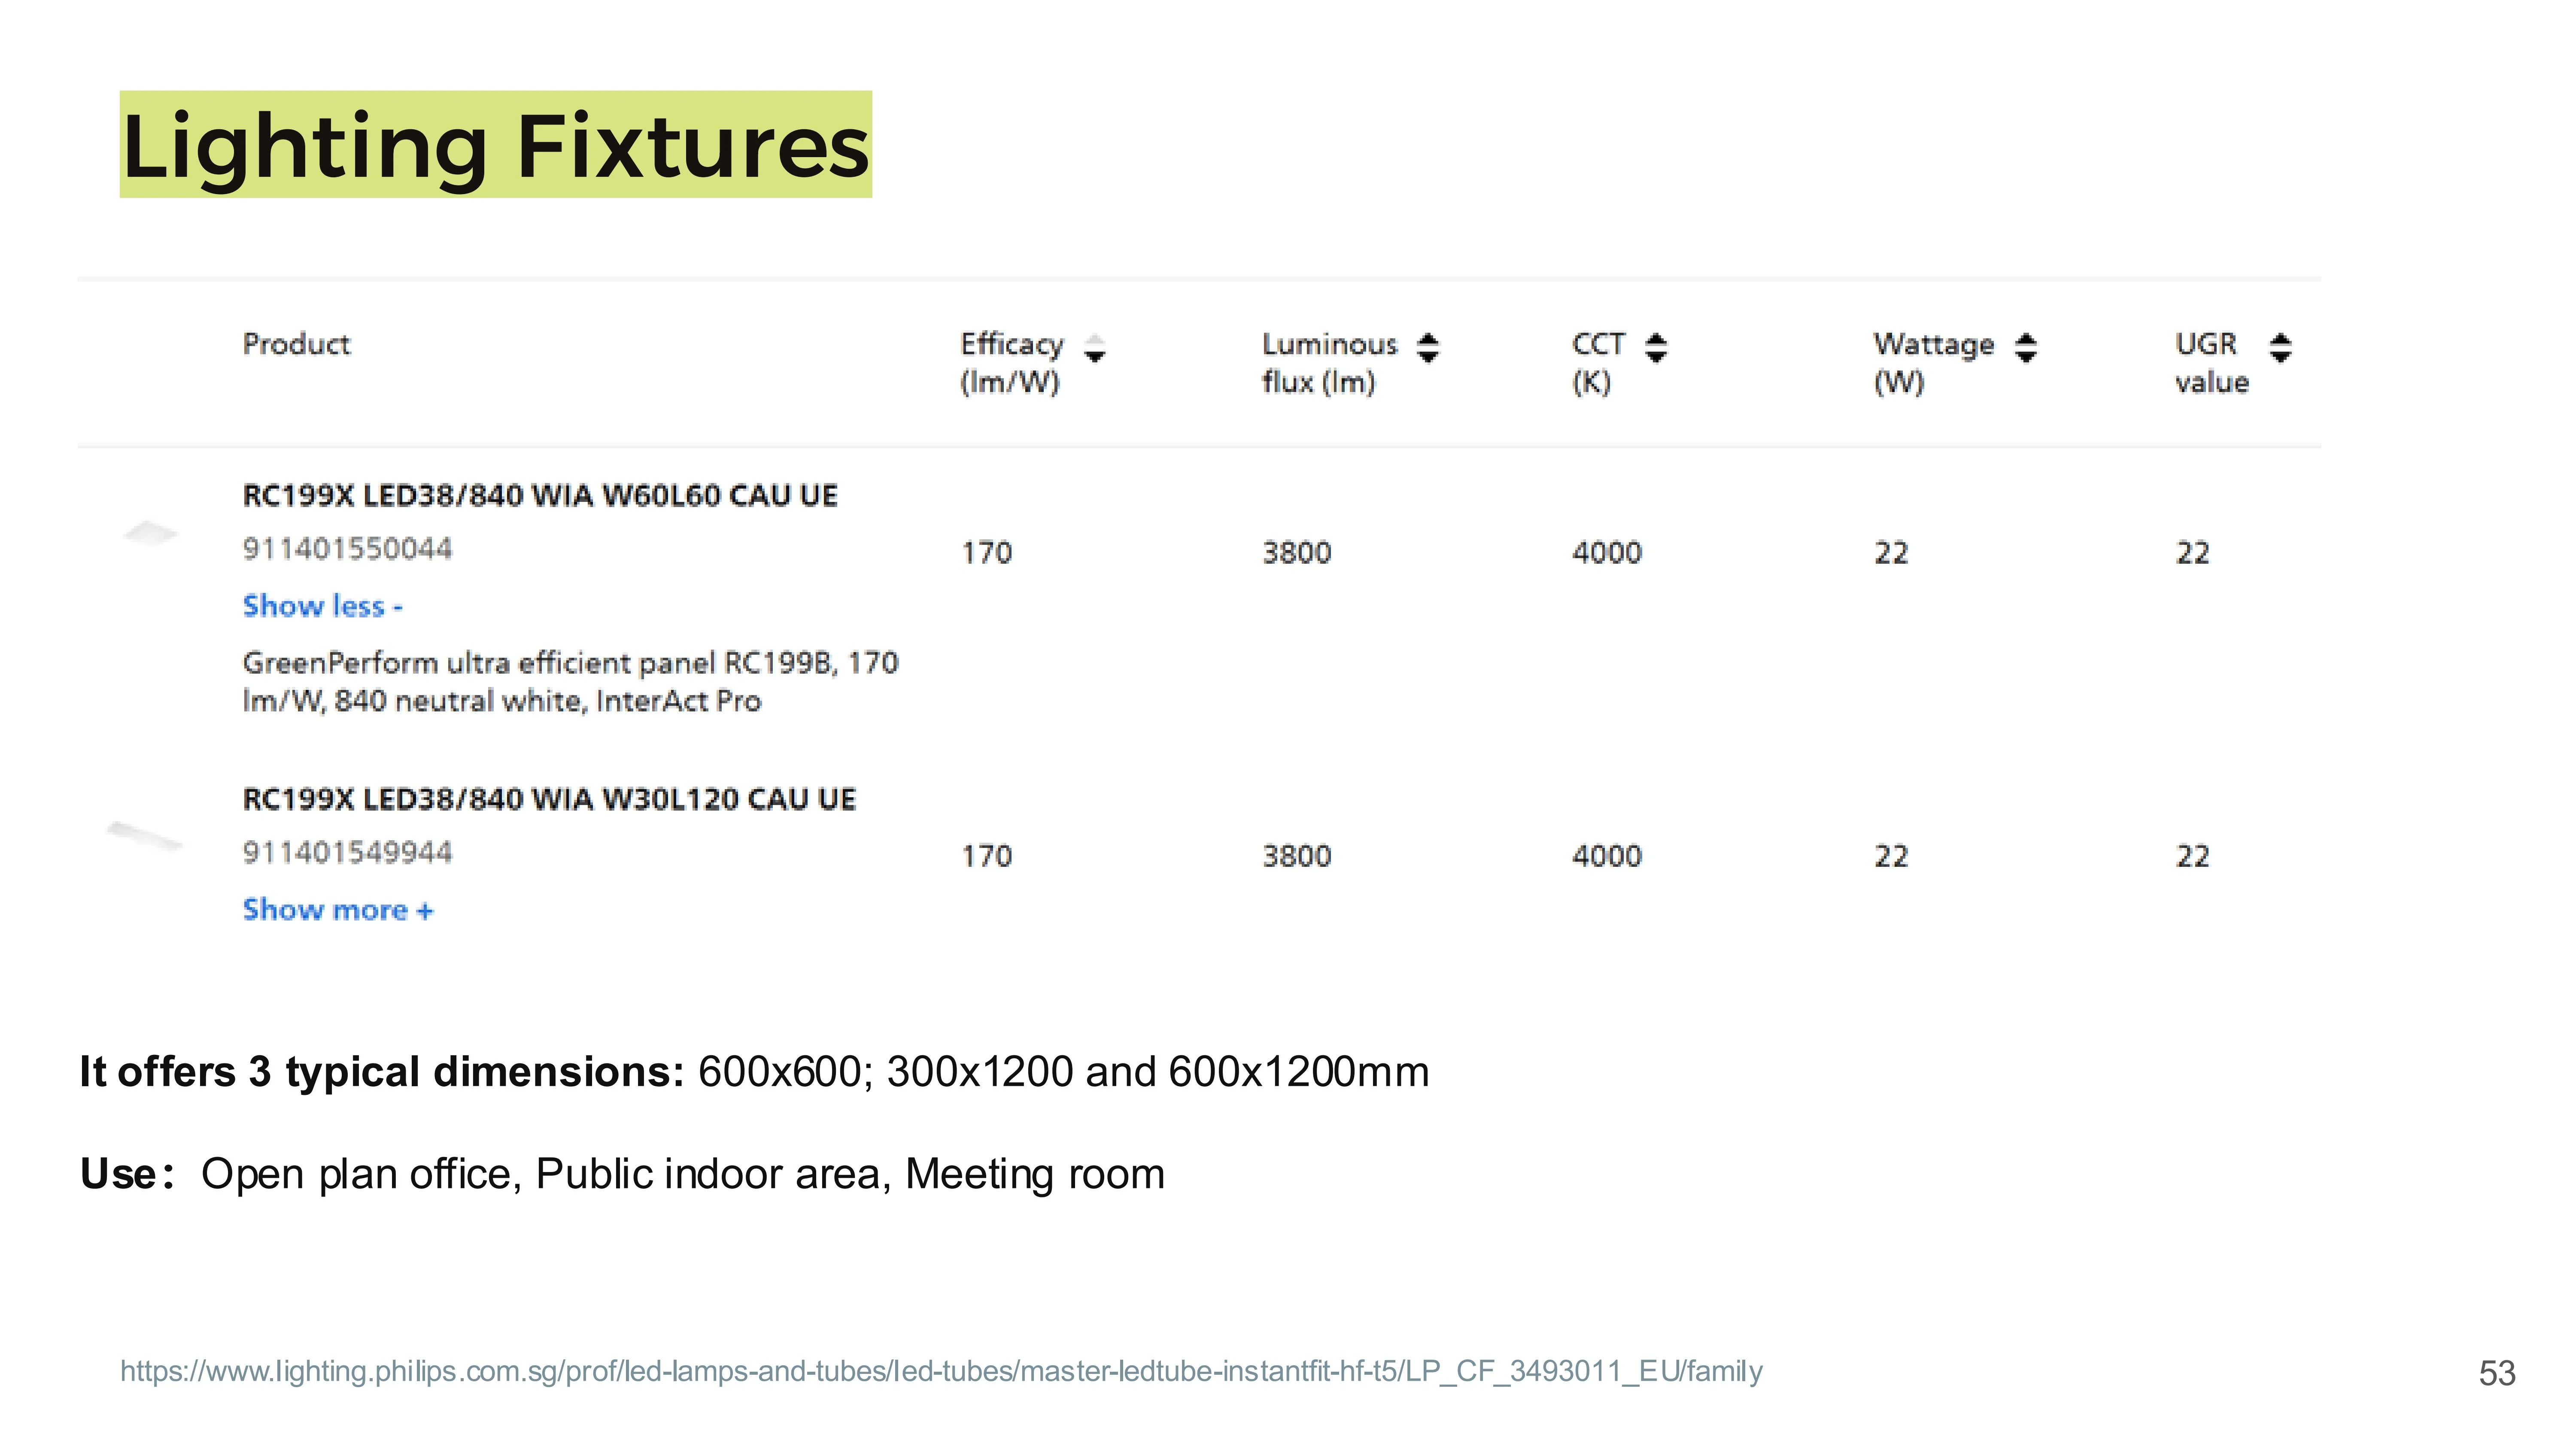 Lighting Fixtures
Product Efficacy Luminous CCT Wattage UGR
(lm/W) flux (lm) (K) (W) value
RC199X LED38/840 WIA W60L60 CAU UE
911401550044 170 3800 4000 22 22
Show less -
GreenPerform ultra efficient panel RC199B, 170
lm/W, 840 neutral white, InterAct Pro
RC199X LED38/840 WIA W30L120 CAU UE
911401549944 170 3800 4000 22 22
Show more +
It offers 3 typical dimensions: 600x600; 300x1200 and 600x1200mm
Use: Open plan office, Public indoor area, Meeting room
https://www.lighting.philips.com.sg/prof/led-lamps-and-tubes/led-tubes/master-ledtube-instantfit-hf-t5/LP_CF_3493011_EU/family
53